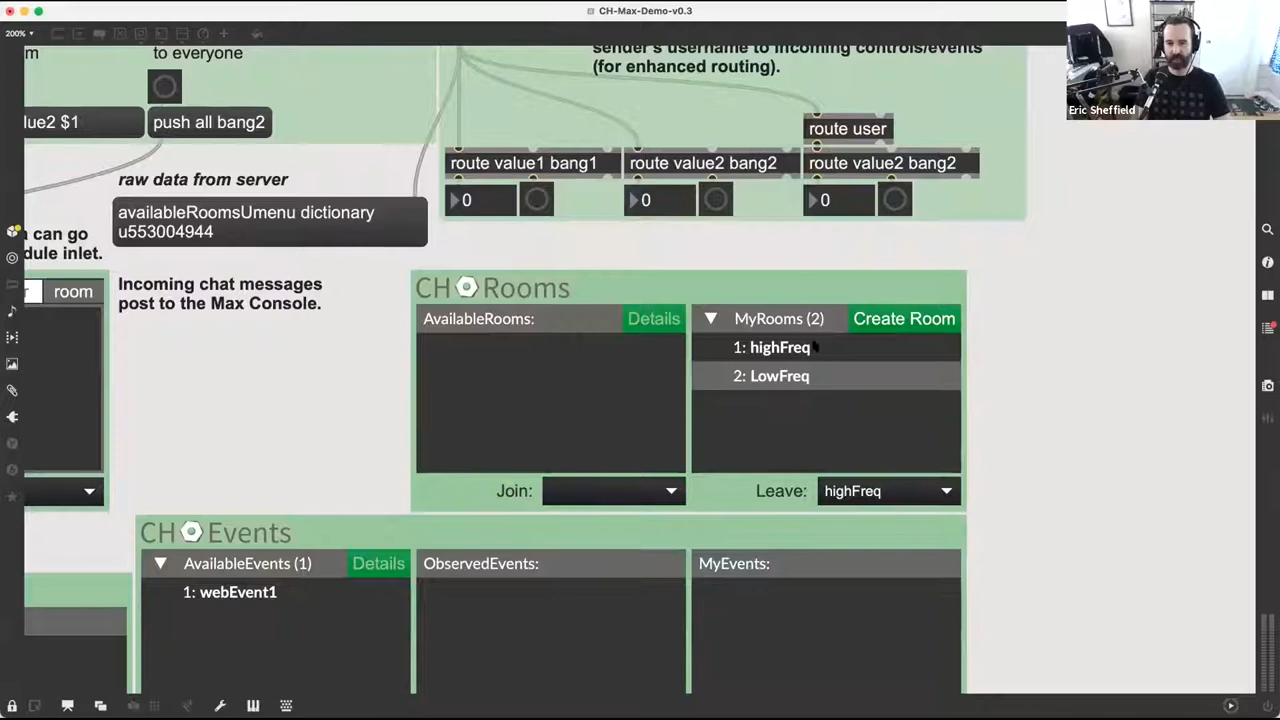 CH-Max-Demo-v0.3
200%
sender's username to incoming controls/events
(for enhanced routing).
Eric Sheffield
to everyone
push all bang2
$1
route user
route value1 bang1
route value2 bang2
route value2 bang2
0
0
0
raw data from server
availableRoomsUmenu dictionary
u553004944
can go
inlet.
room
Incoming chat messages
post to the Max Console.
CH Rooms
AvailableRooms:
Details
MyRooms (2)
Create Room
1: highFreq
2: LowFreq
Join:
Leave:
highFreq
CH Events
AvailableEvents (1)
Details
ObservedEvents:
MyEvents:
1: webEvent1